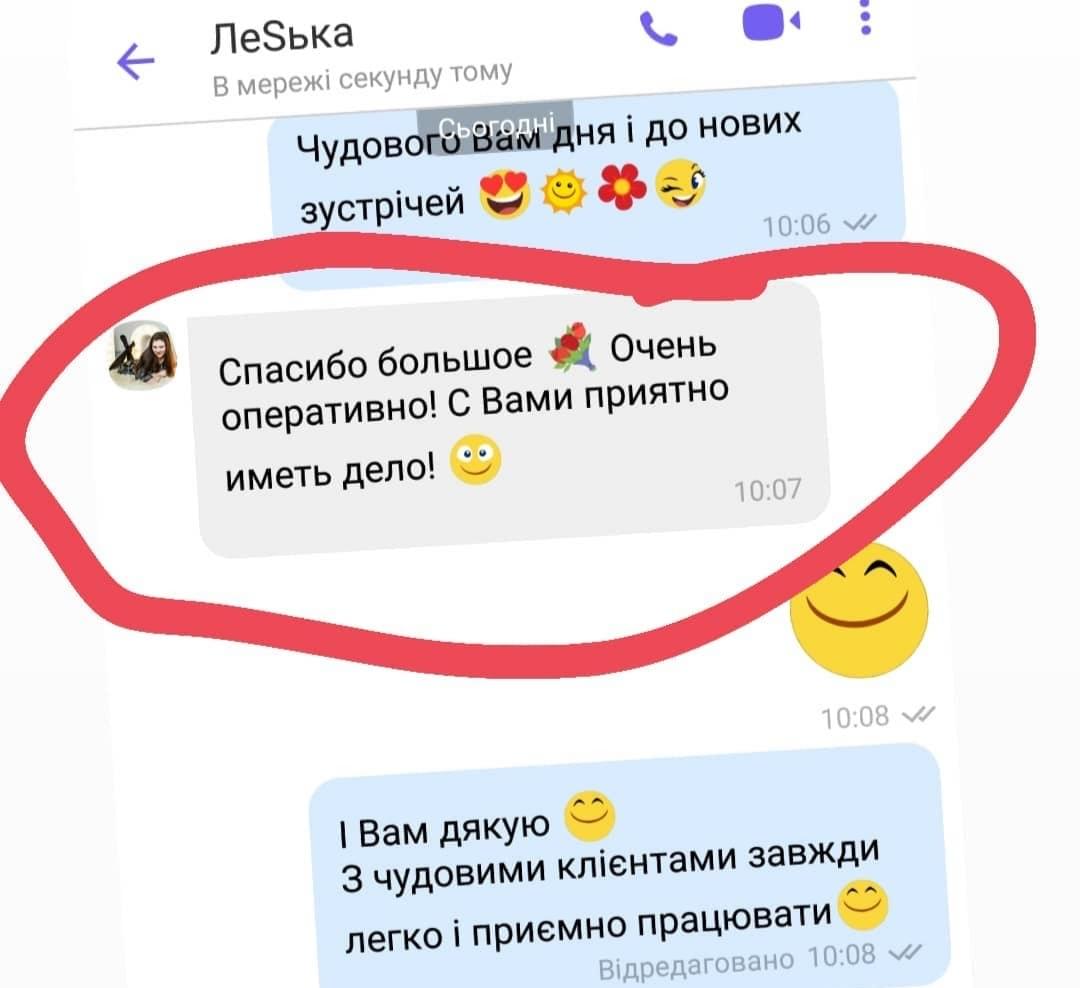 ЛеSька
В мережі секунду тому
Сьогодні
Чудового Вам дня і до нових
зустрічей 😍🌞🌺😉
10:06
Спасибо большое 💐 Очень
оперативно! С Вами приятно
иметь дело! 🙂
10:07
10:08
І Вам дякую 😊
З чудовими клієнтами завжди
легко і приємно працювати😊
Відредаговано 10:08